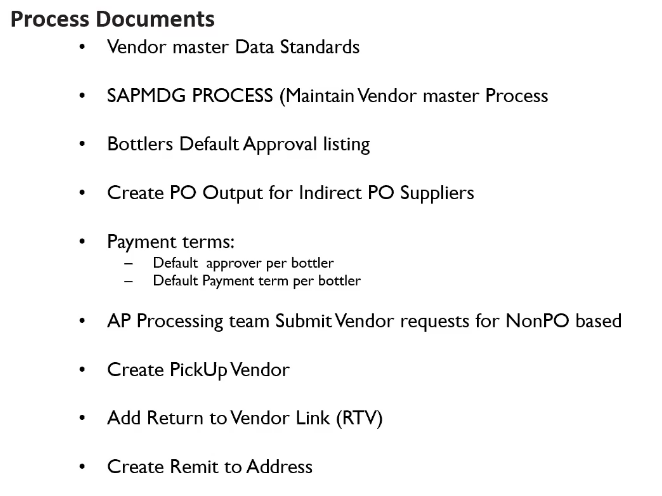 Process Documents
• Vendor master Data Standards
• SAPMDG PROCESS (Maintain Vendor master Process
• Bottlers Default Approval listing
• Create PO Output for Indirect PO Suppliers
• Payment terms:
– Default approver per bottler
– Default Payment term per bottler
• AP Processing team Submit Vendor requests for NonPO based
• Create PickUp Vendor
• Add Return to Vendor Link (RTV)
• Create Remit to Address